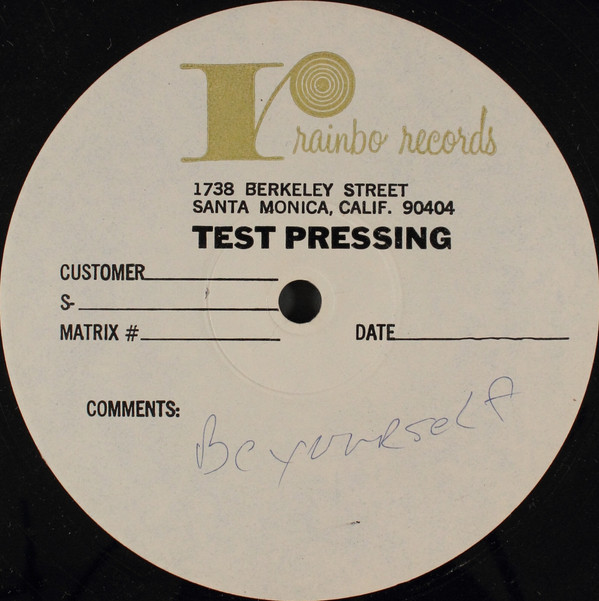 r rainbo records
1738 BERKELEY STREET
SANTA MONICA, CALIF. 90404
TEST PRESSING
CUSTOMER
S-
MATRIX #
DATE
COMMENTS:
Be yourself